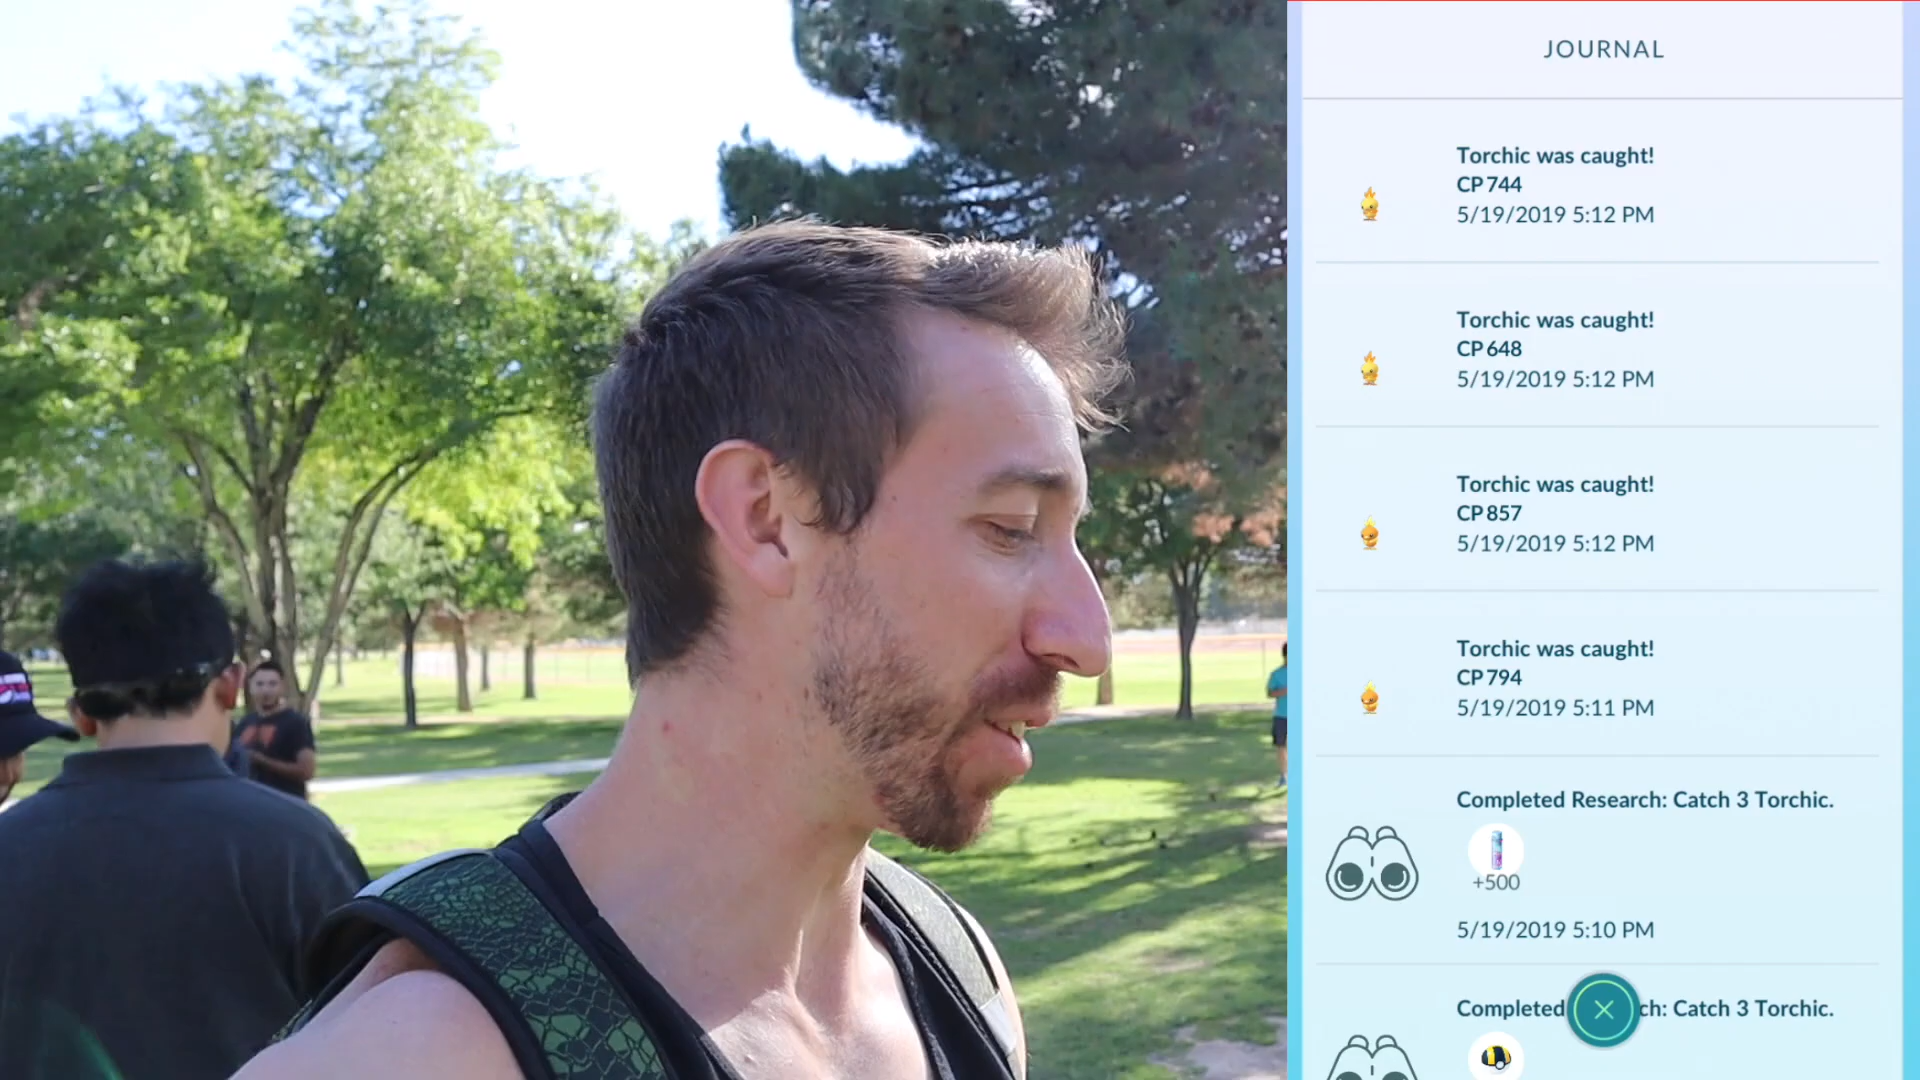 JOURNAL
Torchic was caught!
CP 744
5/19/2019 5:12 PM
Torchic was caught!
CP 648
5/19/2019 5:12 PM
Torchic was caught!
CP 857
5/19/2019 5:12 PM
Torchic was caught!
CP 794
5/19/2019 5:11 PM
Completed Research: Catch 3 Torchic.
+500
5/19/2019 5:10 PM
Completed ch: Catch 3 Torchic.